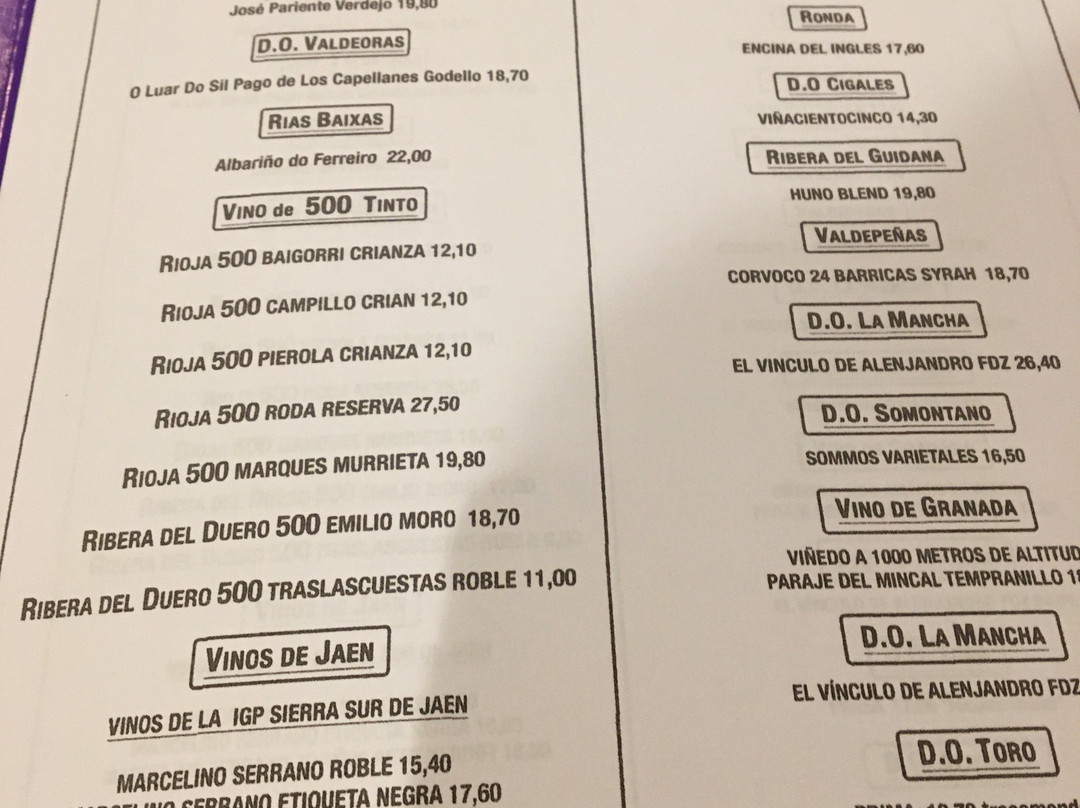 José Pariente Verdejo 19,80
D.O. VALDEORAS
O Luar Do Sil Pago de Los Capellanes Godello 18,70
RIAS BAIXAS
Albariño do Ferreiro 22,00
VINO de 500 TINTO
RIOJA 500 BAIGORRI CRIANZA 12,10
RIOJA 500 CAMPILLO CRIAN 12,10
RIOJA 500 PIEROLA CRIANZA 12,10
RIOJA 500 RODA RESERVA 27,50
RIOJA 500 MARQUES MURRIETA 19,80
RIBERA DEL DUERO 500 EMILIO MORO 18,70
RIBERA DEL DUERO 500 TRASLASCUESTAS ROBLE 11,00
VINOS DE JAEN
VINOS DE LA IGP SIERRA SUR DE JAEN
MARCELINO SERRANO ROBLE 15,40
SERRANO ETIQUETA NEGRA 17,60
RONDA
ENCINA DEL INGLES 17,60
D.O CIGALES
VIÑACIENTOCINCO 14,30
RIBERA DEL GUIDANA
HUNO BLEND 19,80
VALDEPEÑAS
CORVOCO 24 BARRICAS SYRAH 18,70
D.O. LA MANCHA
EL VINCULO DE ALENJANDRO FDZ 26,40
D.O. SOMONTANO
SOMMOS VARIETALES 16,50
VINO DE GRANADA
VIÑEDO A 1000 METROS DE ALTITUD
PARAJE DEL MINCAL TEMPRANILLO
D.O. LA MANCHA
EL VÍNCULO DE ALENJANDRO FDZ
D.O. TORO